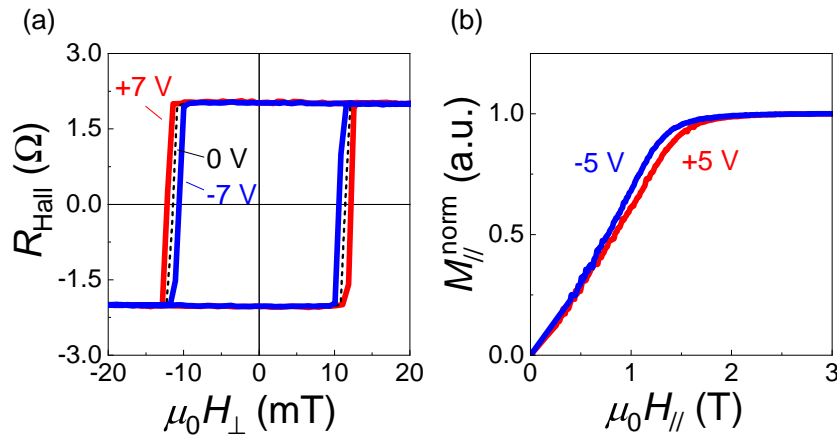 (a)
3.0
1.5
0.0
-1.5
-3.0
R_Hall (Ω)
+7 V
0 V
-7 V
-20
-10
0
10
20
μ₀H⊥ (mT)
(b)
1.0
0.5
0.0
M//^norm (a.u.)
-5 V
+5 V
0
1
2
3
μ₀H// (T)